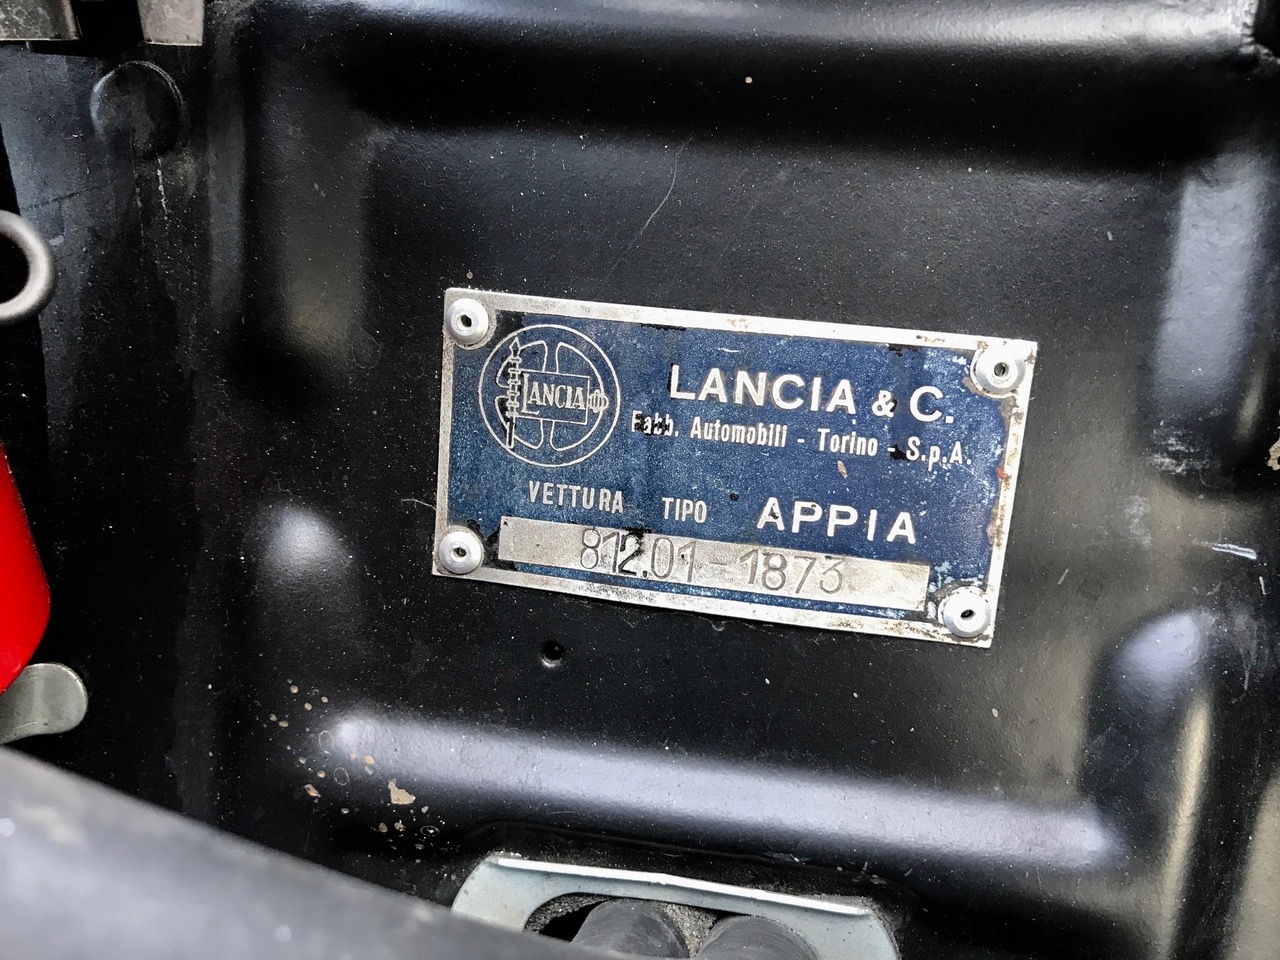 LANCIA
LANCIA & C.
Fabb. Automobili - Torino - S.p.A.
VETTURA TIPO APPIA
812.01 - 1873